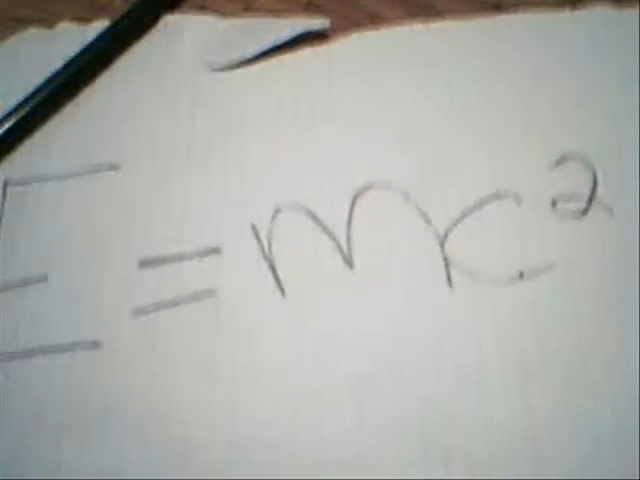 E = mc²